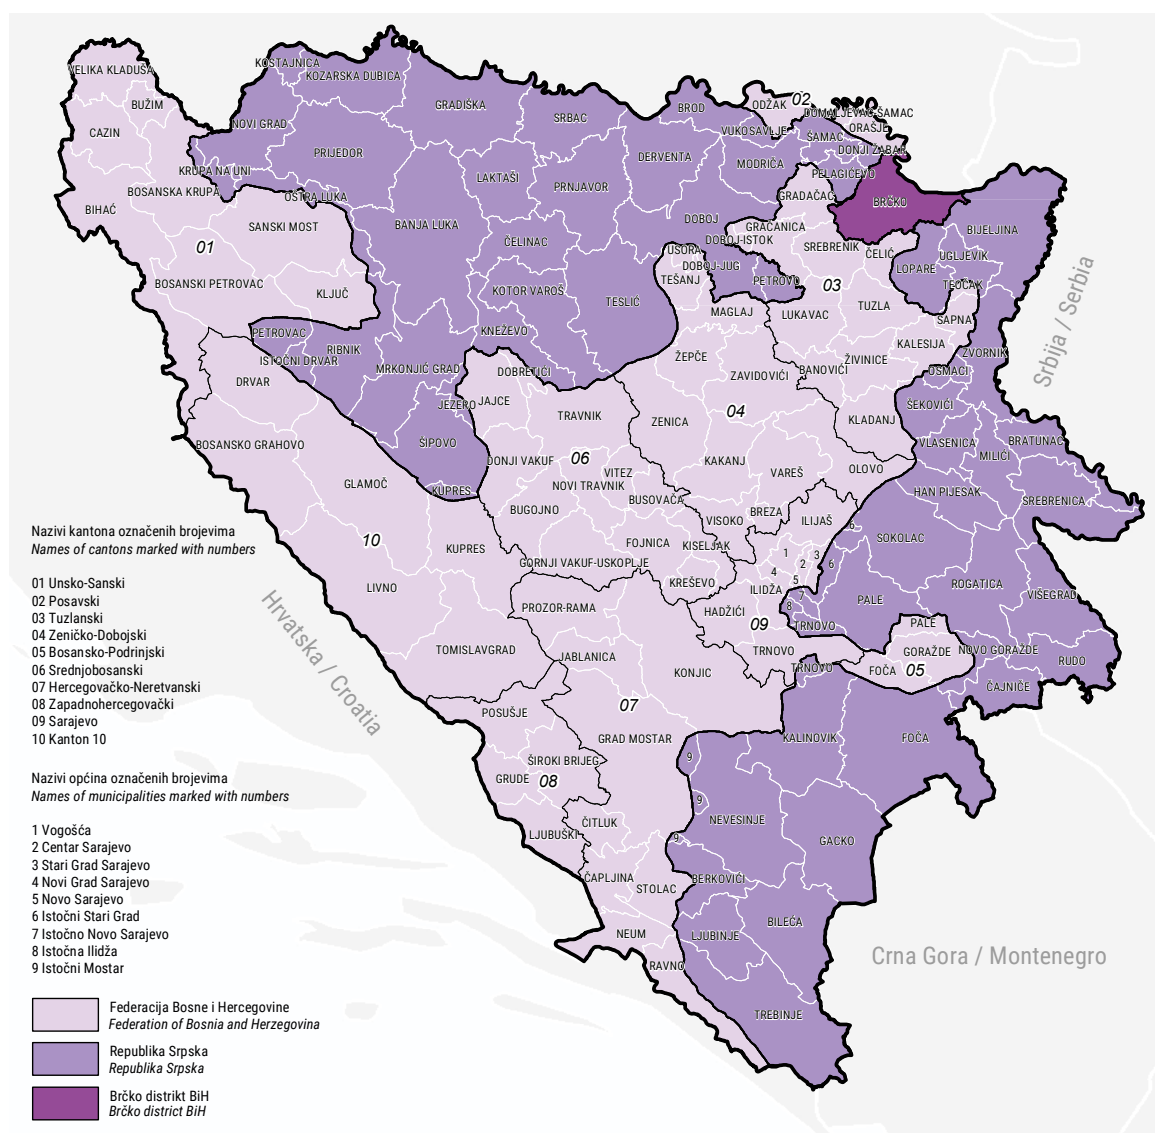 VELIKA KLADUŠA
BUŽIM
CAZIN
BIHAĆ
BOSANSKA KRUPA
KRUPA NA UNI
01
SANSKI MOST
BOSANSKI PETROVAC
KLJUČ
KOSTAJNICA
KOZARSKA DUBICA
NOVI GRAD
PRIJEDOR
OŠTRA LUKA
GRADIŠKA
SRBAC
LAKTAŠI
PRNJAVOR
BANJA LUKA
ČELINAC
KOTOR VAROŠ
TESLIĆ
KNEŽEVO
DERVENTA
BROD
VUKOSAVLJE
MODRIČA
DOBOJ
ODŽAK
02
DOMALJEVAC-ŠAMAC
ORAŠJE
ŠAMAC
DONJI ŽABAR
PELAGIĆEVO
BRČKO
GRADAČAC
GRAČANICA
DOBOJ-ISTOK
SREBRENIK
ČELIĆ
USORA
DOBOJ-JUG
TEŠANJ
PETROVO
03
LOPARE
UGLJEVIK
BIJELJINA
TEOČAK
SAPNA
MAGLAJ
LUKAVAC
TUZLA
KALESIJA
ZVORNIK
ŽIVINICE
BANOVIĆI
OSMACI
ŽEPČE
ZAVIDOVIĆI
04
KLADANJ
ŠEKOVIĆI
VLASENICA
MILIĆI
BRATUNAC
SREBRENICA
HAN PIJESAK
PETROVAC
ISTOČNI DRVAR
RIBNIK
MRKONJIĆ GRAD
JEZERO
ŠIPOVO
KUPRES
DRVAR
BOSANSKO GRAHOVO
GLAMOČ
10
KUPRES
LIVNO
TOMISLAVGRAD
DOBRETIĆI
JAJCE
TRAVNIK
DONJI VAKUF
06
VITEZ
NOVI TRAVNIK
BUSOVAČA
BUGOJNO
FOJNICA
KISELJAK
GORNJI VAKUF-USKOPLJE
KREŠEVO
ZENICA
KAKANJ
VAREŠ
OLOVO
VISOKO
BREZA
ILIJAŠ
1
2
3
4
5
6
6
7
8
ILIDŽA
HADŽIĆI
09
TRNOVO
TRNOVO
TRNOVO
SOKOLAC
PALE
ROGATICA
VIŠEGRAD
PALE
GORAŽDE
FOČA
05
NOVO GORAŽDE
RUDO
ČAJNIČE
PROZOR-RAMA
JABLANICA
KONJIC
07
GRAD MOSTAR
POSUŠJE
ŠIROKI BRIJEG
GRUDE
08
LJUBUŠKI
ČITLUK
ČAPLJINA
STOLAC
NEUM
RAVNO
KALINOVIK
FOČA
9
9
9
NEVESINJE
GACKO
BERKOVIĆI
BILEĆA
LJUBINJE
TREBINJE
Hrvatska / Croatia
Srbija / Serbia
Crna Gora / Montenegro
Nazivi kantona označenih brojevima
Names of cantons marked with numbers
01 Unsko-Sanski
02 Posavski
03 Tuzlanski
04 Zeničko-Dobojski
05 Bosansko-Podrinjski
06 Srednjobosanski
07 Hercegovačko-Neretvanski
08 Zapadnohercegovački
09 Sarajevo
10 Kanton 10
Nazivi općina označenih brojevima
Names of municipalities marked with numbers
1 Vogošća
2 Centar Sarajevo
3 Stari Grad Sarajevo
4 Novi Grad Sarajevo
5 Novo Sarajevo
6 Istočni Stari Grad
7 Istočno Novo Sarajevo
8 Istočna Ilidža
9 Istočni Mostar
Federacija Bosne i Hercegovine
Federation of Bosnia and Herzegovina
Republika Srpska
Republika Srpska
Brčko distrikt BiH
Brčko district BiH